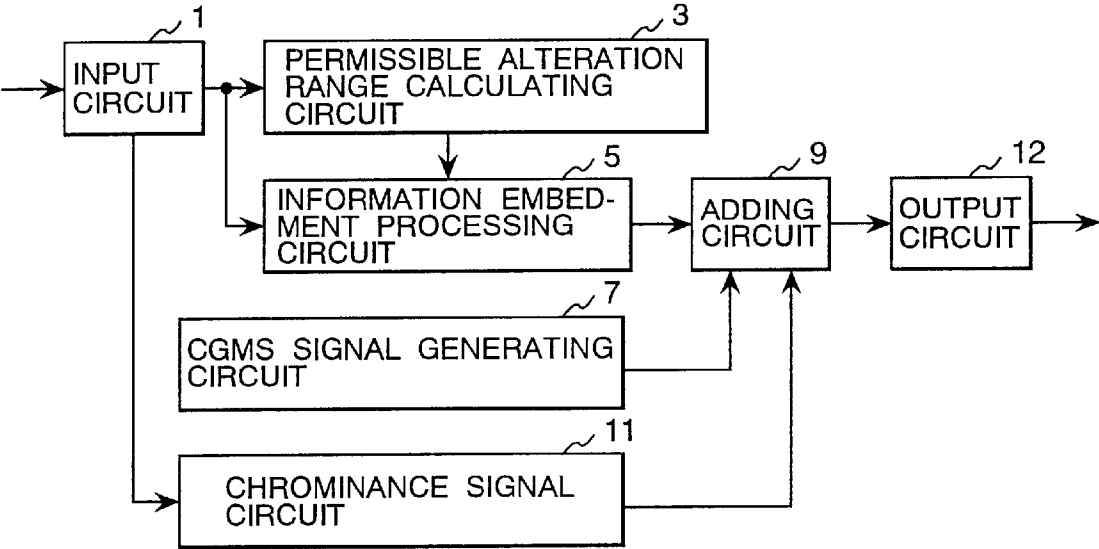 1
INPUT
CIRCUIT
3
PERMISSIBLE ALTERATION
RANGE CALCULATING
CIRCUIT
5
INFORMATION EMBED-
MENT PROCESSING
CIRCUIT
9
ADDING
CIRCUIT
12
OUTPUT
CIRCUIT
7
CGMS SIGNAL GENERATING
CIRCUIT
11
CHROMINANCE SIGNAL
CIRCUIT